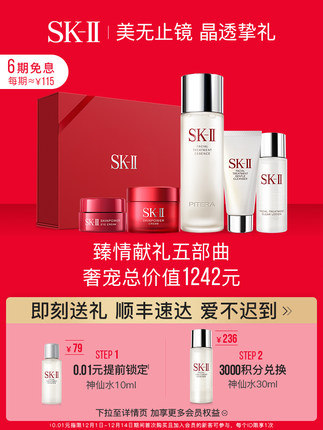 SK-II 美无止镜 晶透挚礼
6期免息
每期≈¥115
SK-II
SK-II
FACIAL TREATMENT
ESSENCE
PITERA
SK-II
SK-II
臻情献礼五部曲
奢宠总价值1242元
即刻送礼 顺丰速达 爱不迟到 >
¥79
STEP 1
0.01元提前锁定!
神仙水10ml
¥236
STEP 2
3000积分兑换
神仙水30ml
下拉至详情页 加享更多会员权益